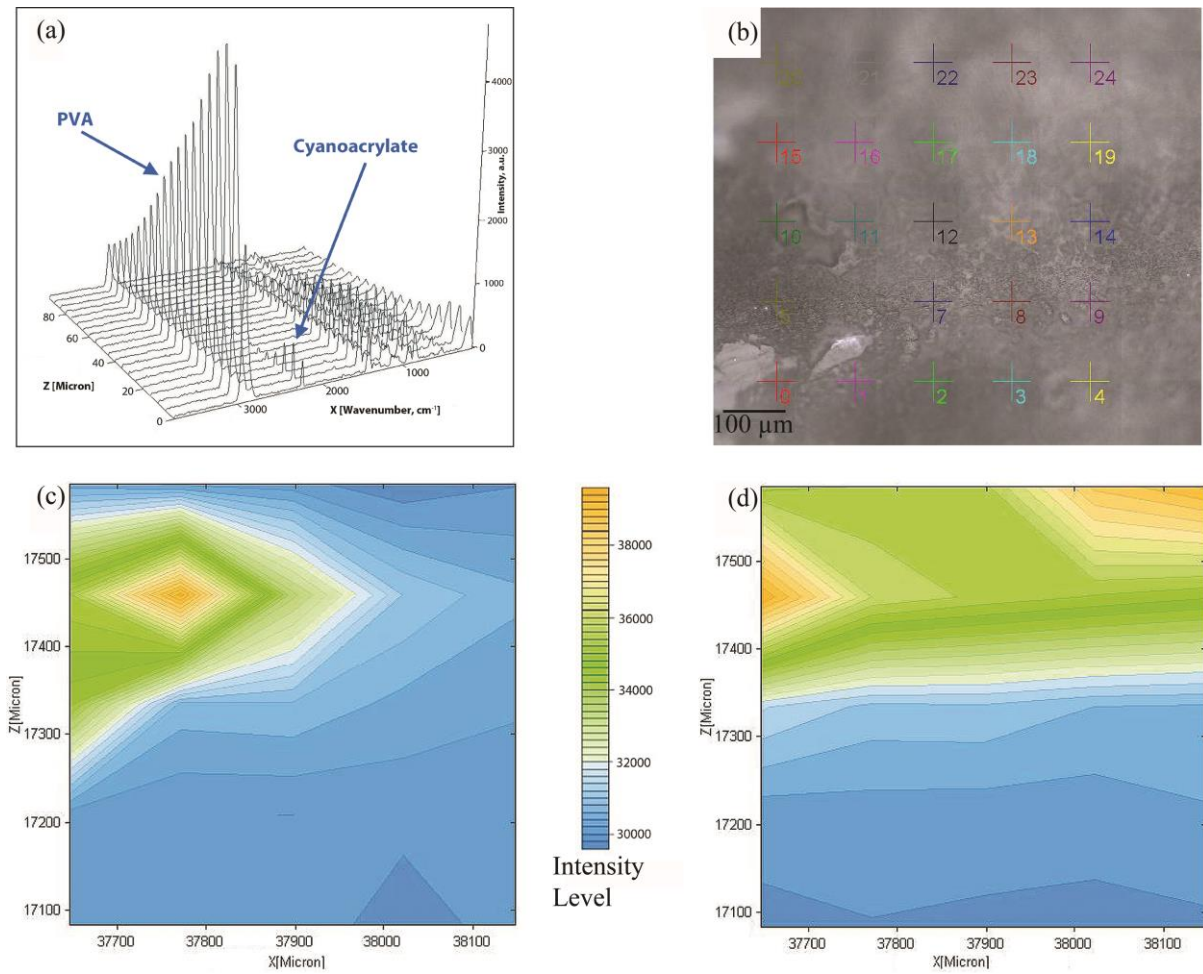 (a)
PVA
Cyanoacrylate
4000
3000
2000
1000
0
Intensity, a.u.
80
60
40
20
0
Z [Micron]
3000
2000
1000
X [Wavenumber, cm⁻¹]
(b)
20 21 22 23 24
15 16 17 18 19
10 11 12 13 14
5 7 8 9
0 1 2 3 4
100 µm
(c)
17500
17400
17300
17200
17100
Z[Micron]
37700 37800 37900 38000 38100
X[Micron]
38000
36000
34000
32000
30000
Intensity
Level
(d)
17500
17400
17300
17200
17100
Z[Micron]
37700 37800 37900 38000 38100
X[Micron]